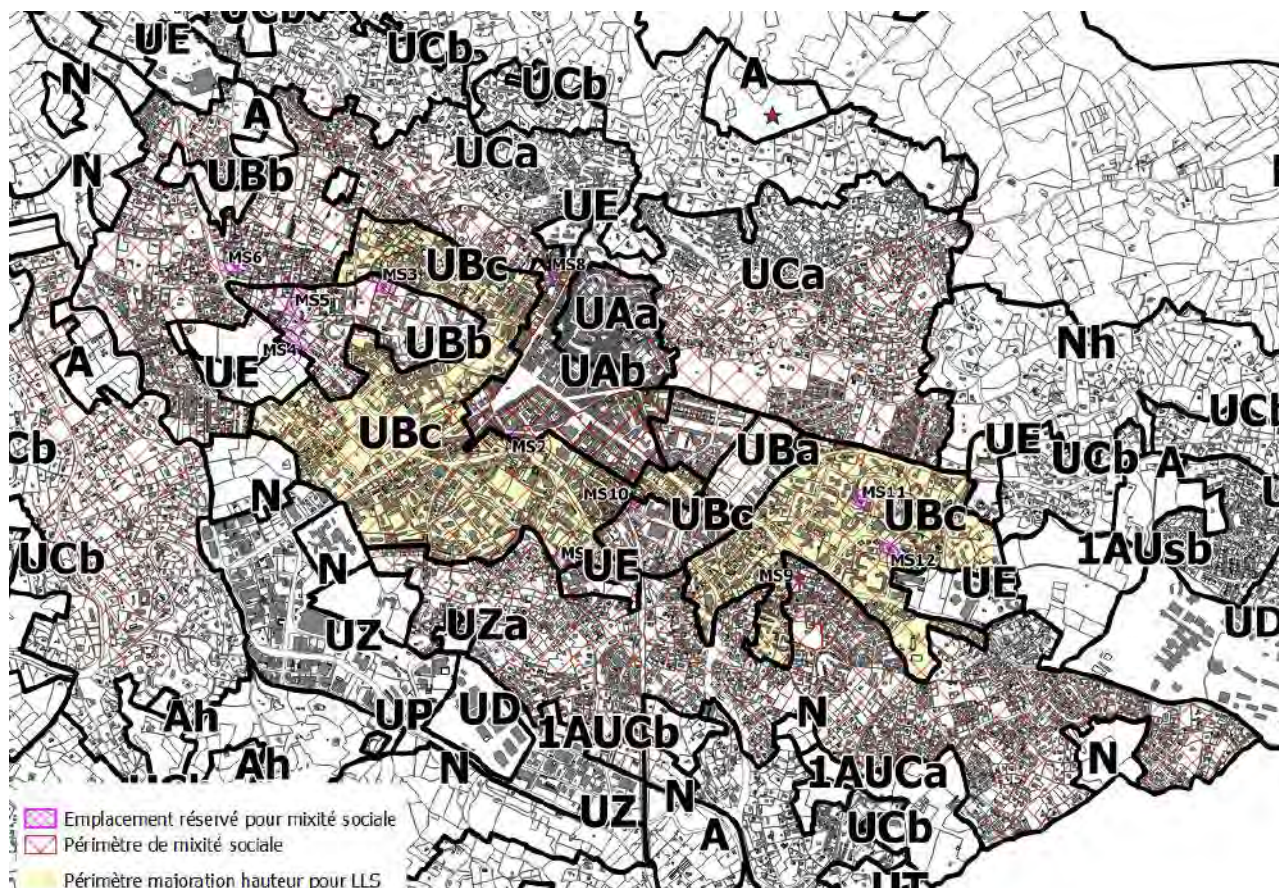 UCb
UE
UCb
N
UCb
A
A
UCa
N
UBb
UE
MS6
UBc
MS8
UCa
MS3
MS5
UAa
Nh
UBb
MS4
UE
UAb
A
UCb
UBc
UBa
UE
UCb
A
Cb
MS2
N
MS10
UBc
MS11
UBc
UCb
UE
MS12
1AUsb
N
MS9
UE
UZa
UZ
UD
Ah
UP
UD
1AUCb
N
Ah
N
1AUCa
N
UZ
N
UCb
A
Emplacement réservé pour mixité sociale
Périmètre de mixité sociale
Périmètre majoration hauteur pour LLS